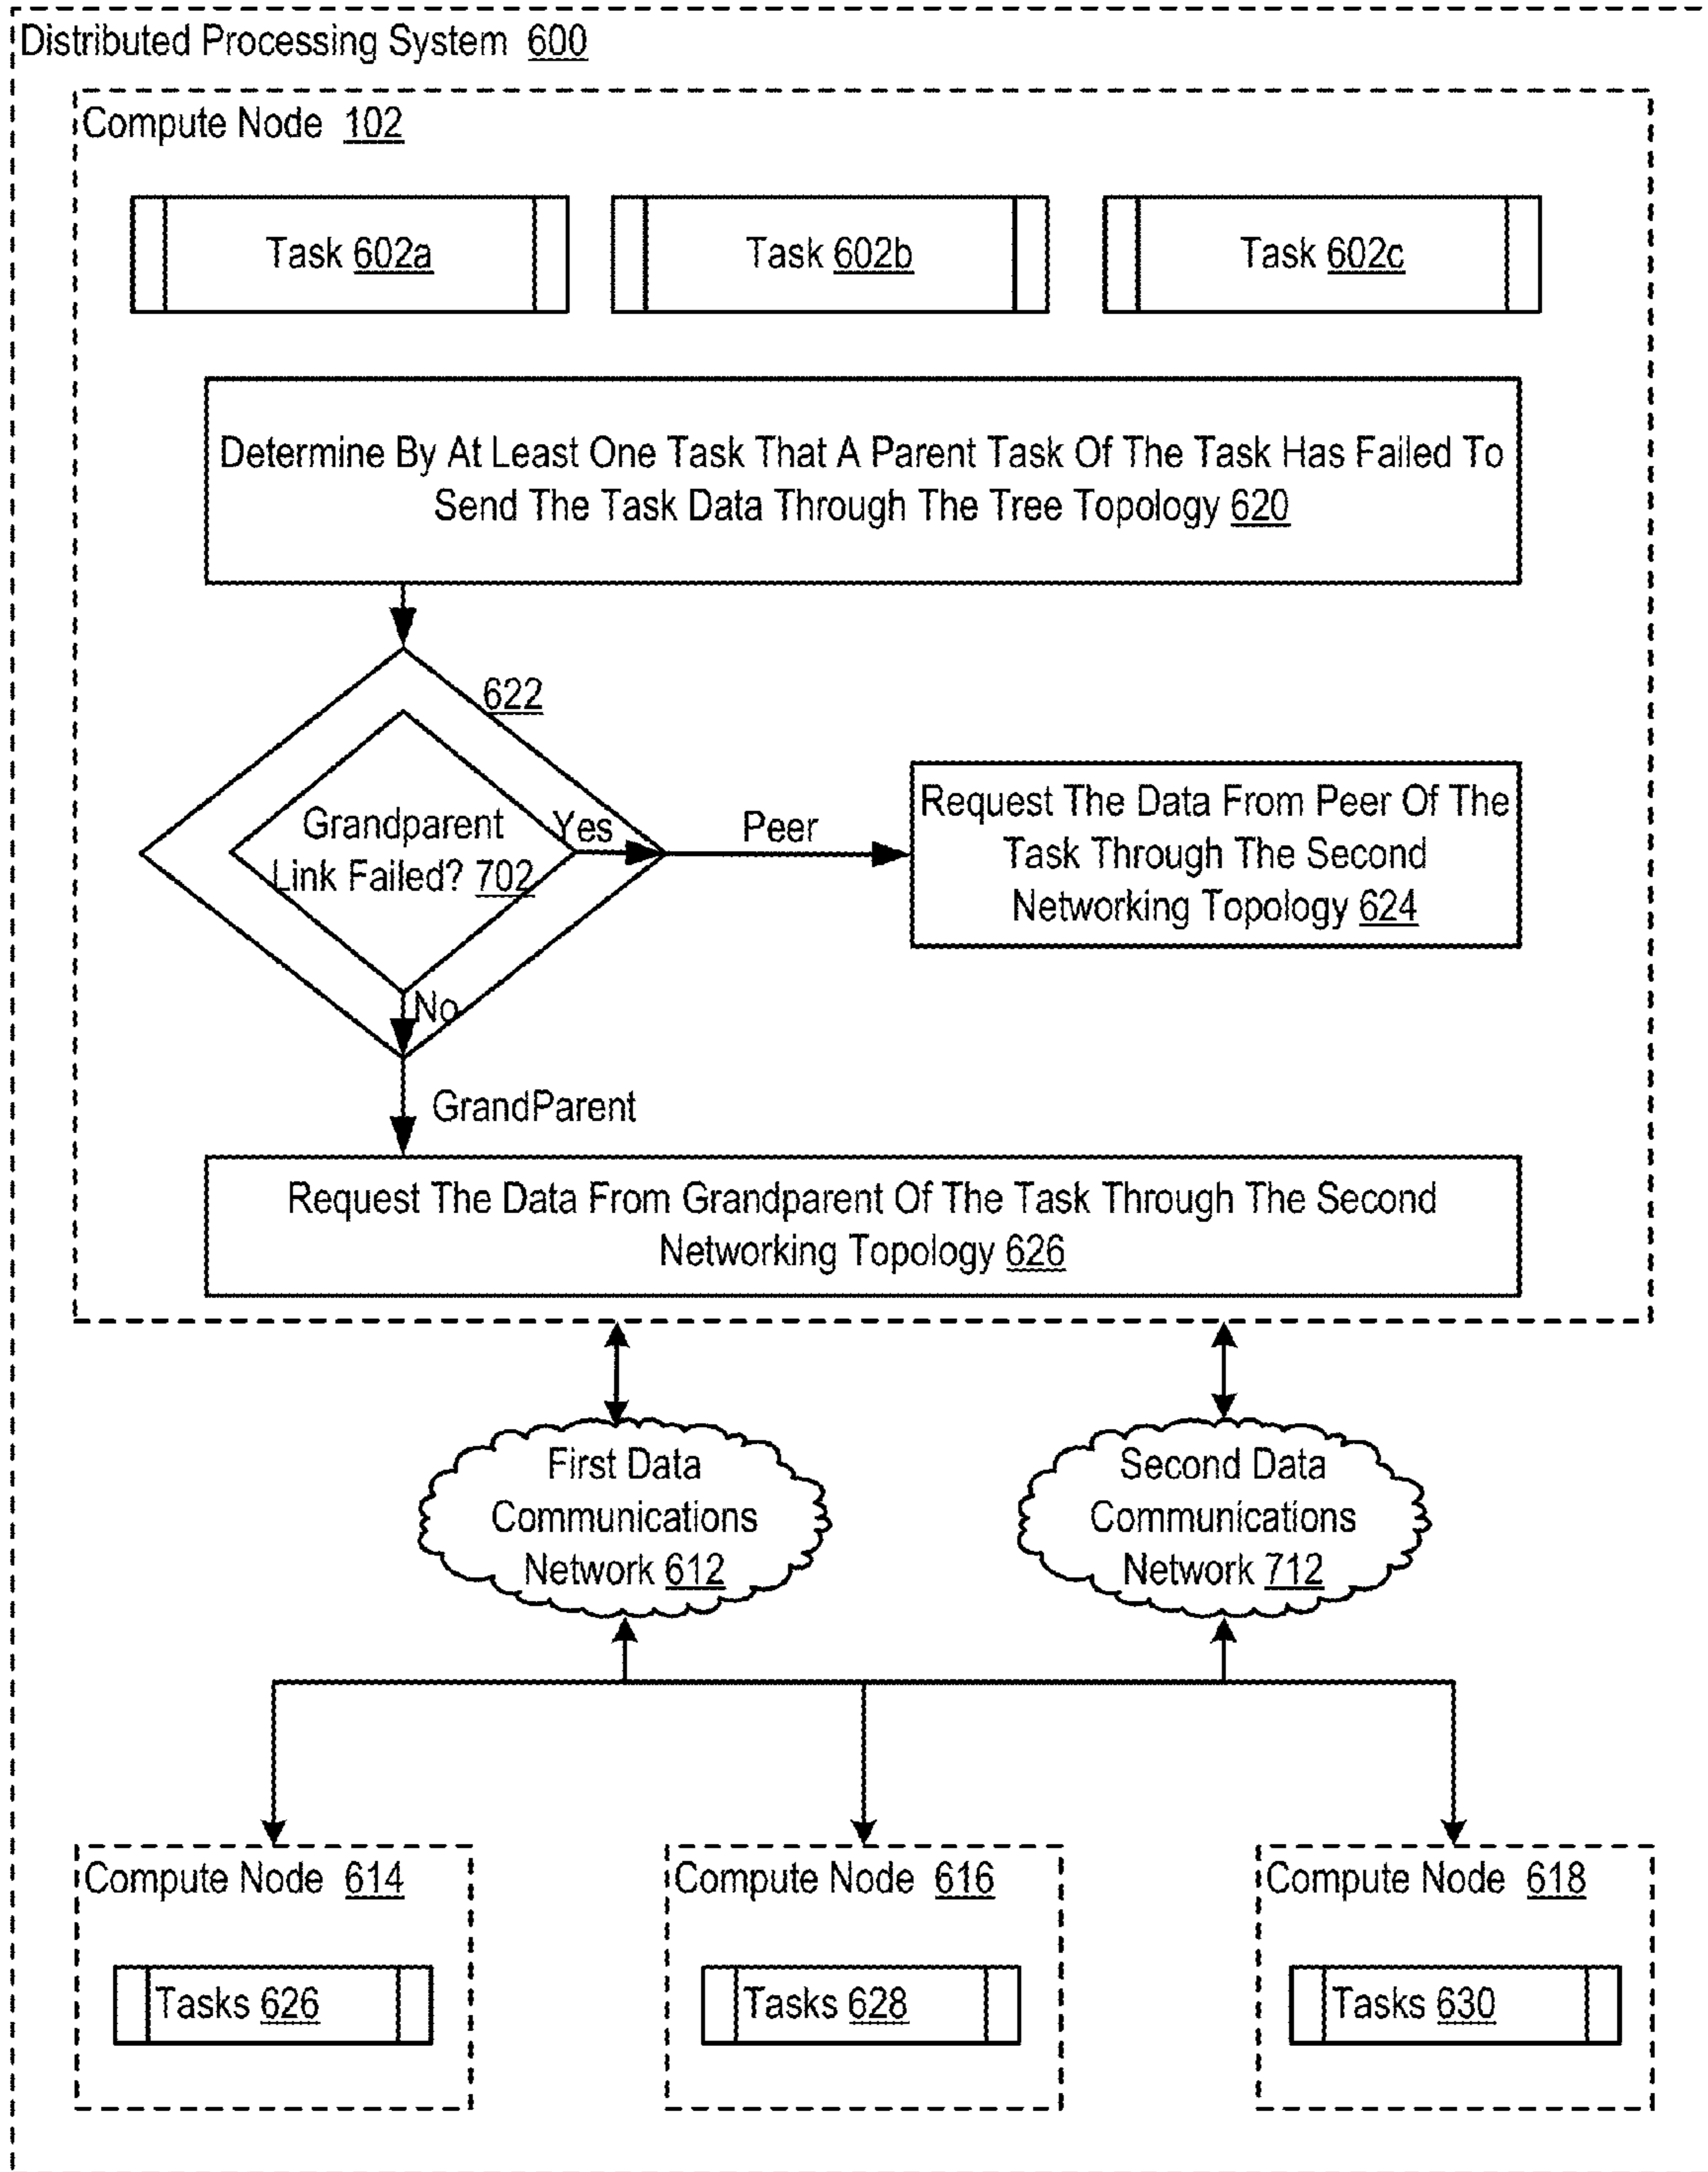 Distributed Processing System 600
Compute Node 102
Task 602a
Task 602b
Task 602c
Determine By At Least One Task That A Parent Task Of The Task Has Failed To
Send The Task Data Through The Tree Topology 620
622
Grandparent
Link Failed? 702
Yes
Peer
Request The Data From Peer Of The
Task Through The Second
Networking Topology 624
No
GrandParent
Request The Data From Grandparent Of The Task Through The Second
Networking Topology 626
First Data
Communications
Network 612
Second Data
Communications
Network 712
Compute Node 614
Compute Node 616
Compute Node 618
Tasks 626
Tasks 628
Tasks 630